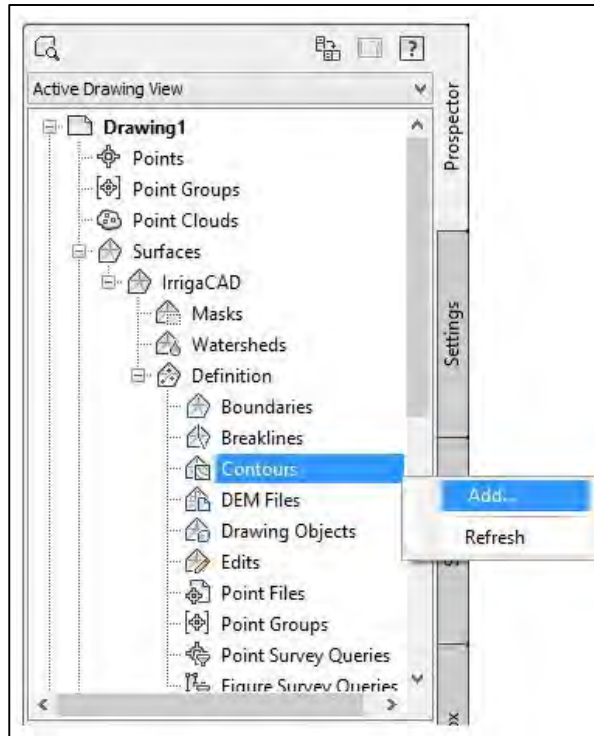 ?
Active Drawing View
Drawing1
Points
Point Groups
Point Clouds
Surfaces
IrrigaCAD
Masks
Watersheds
Definition
Boundaries
Breaklines
Contours
DEM Files
Drawing Objects
Edits
Point Files
Point Groups
Point Survey Queries
Figure Survey Queries
Add...
Refresh
Prospector
Settings